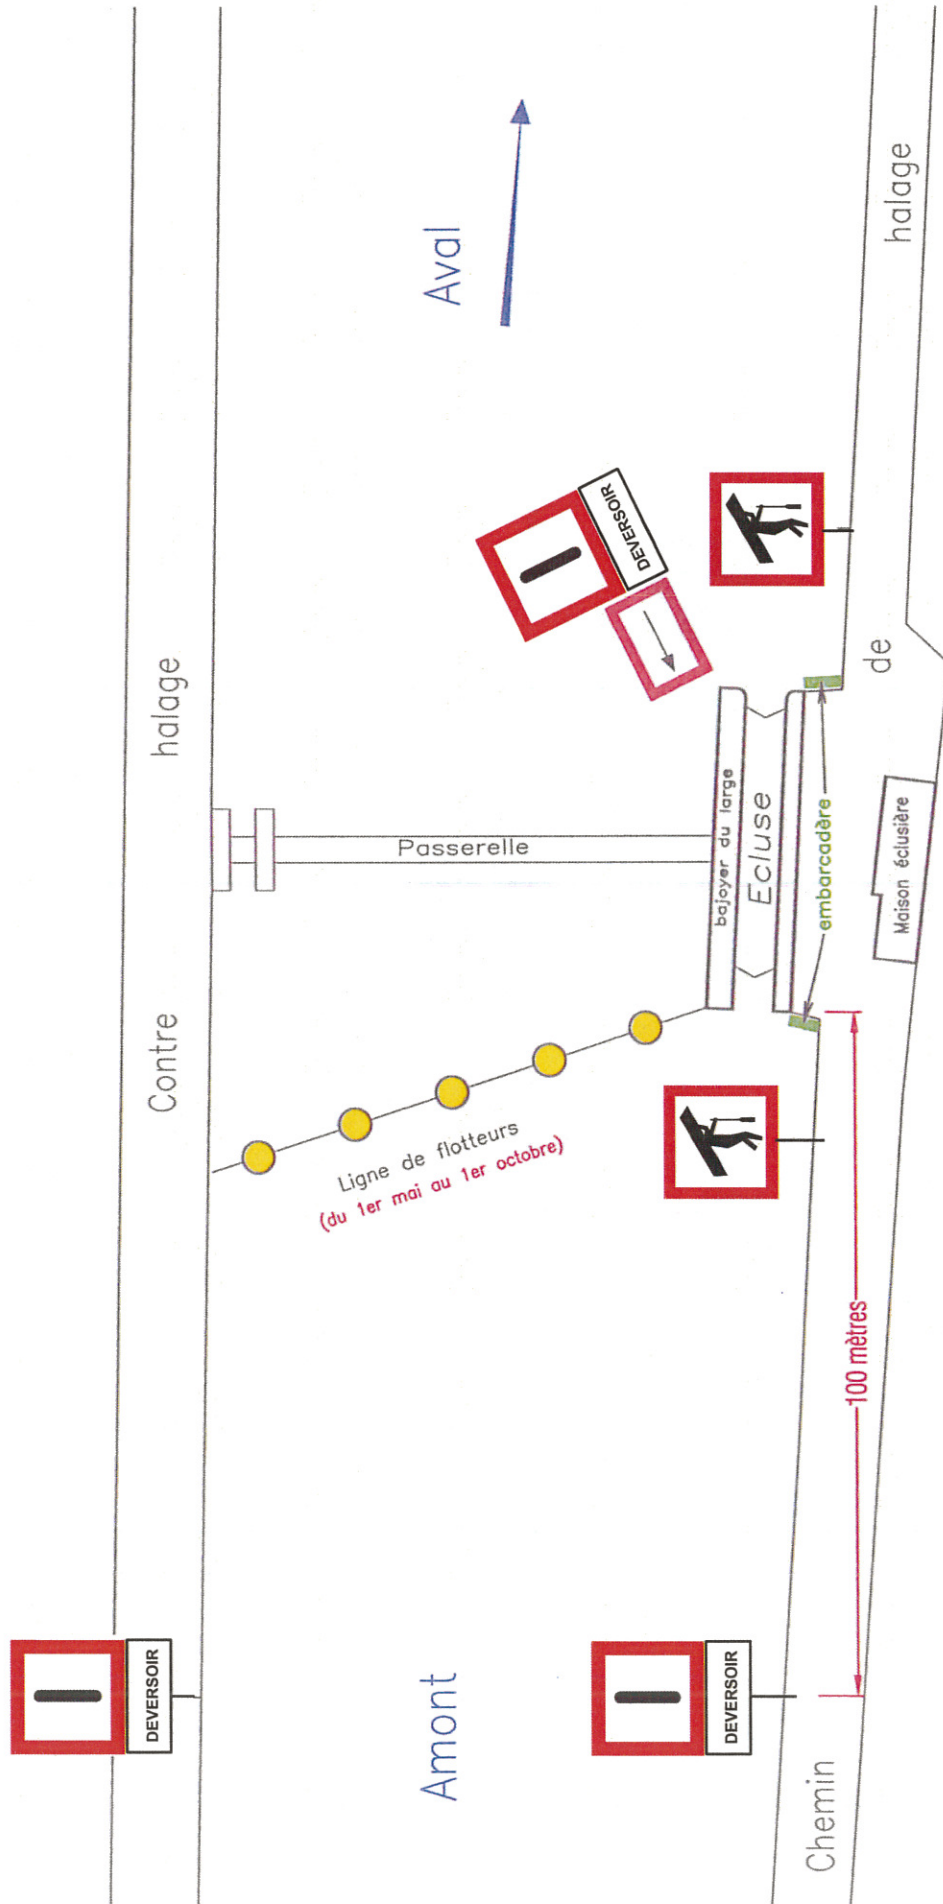 Contre halage
DEVERSOIR
Amont
Aval
Ligne de flotteurs
(du 1er mai au 1er octobre)
Passerelle
DEVERSOIR
DEVERSOIR
bajoyer du large
Ecluse
embarcadère
Maison éclusière
100 mètres
Chemin de halage